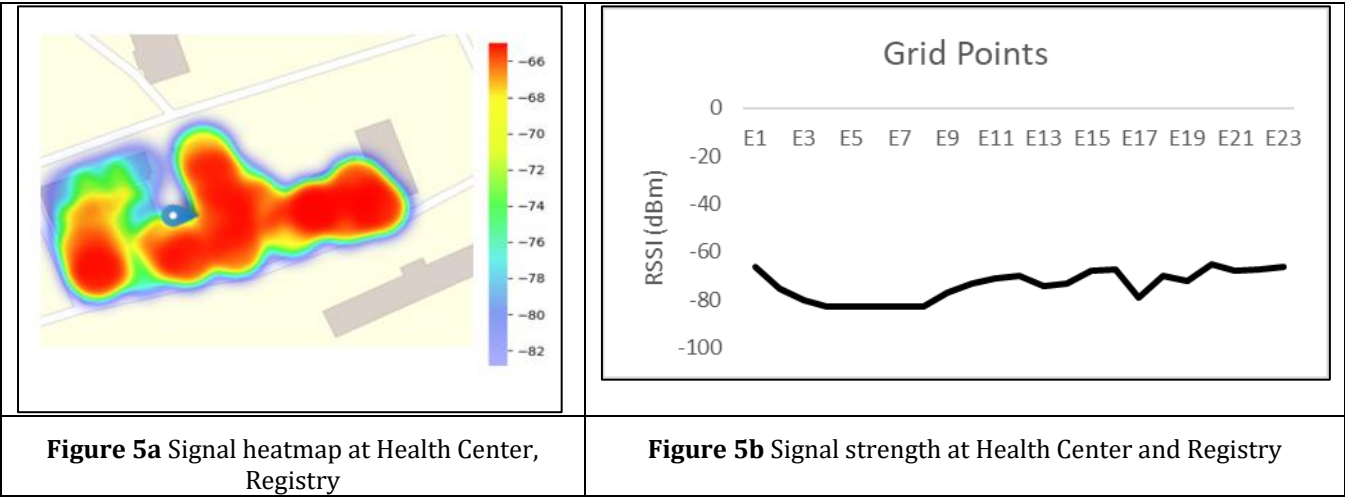 −66
−68
−70
−72
−74
−76
−78
−80
−82
Grid Points
0
E1 E3 E5 E7 E9 E11 E13 E15 E17 E19 E21 E23
-20
-40
-60
-80
-100
RSSI (dBm)
Figure 5a Signal heatmap at Health Center,
Registry
Figure 5b Signal strength at Health Center and Registry